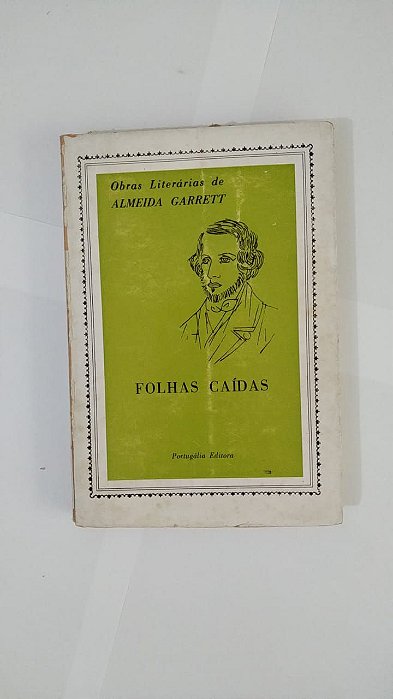 Obras Literárias de
ALMEIDA GARRETT
FOLHAS CAÍDAS
Portugália Editora